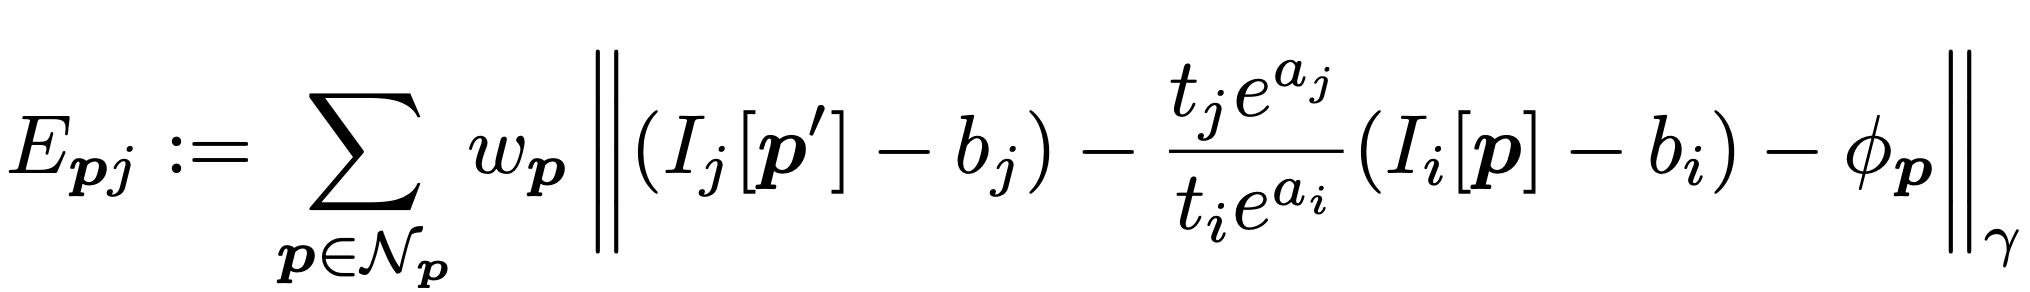 $E_{\boldsymbol{p}j} := \sum_{\boldsymbol{p} \in \mathcal{N}_{\boldsymbol{p}}} w_{\boldsymbol{p}} \left\| (I_j[\boldsymbol{p}'] - b_j) - \frac{t_j e^{a_j}}{t_i e^{a_i}} (I_i[\boldsymbol{p}] - b_i) - \phi_{\boldsymbol{p}} \right\|_\gamma$